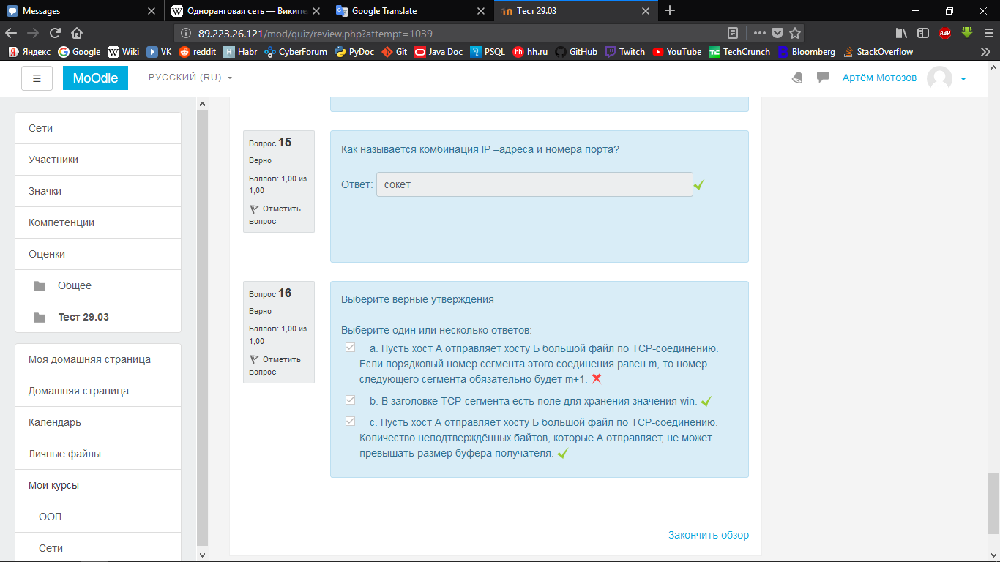 Messages
Одноранговая сеть — Википе
Google Translate
Тест 29.03
89.223.26.121/mod/quiz/review.php?attempt=1039
ABP
Яндекс Google Wiki VK reddit Habr CyberForum PyDoc Git Java Doc PSQL hh.ru GitHub Twitch YouTube TechCrunch Bloomberg StackOverflow
MoOdle
РУССКИЙ (RU)
Артём Мотозов
Сети
Участники
Значки
Компетенции
Оценки
Общее
Тест 29.03
Моя домашняя страница
Домашняя страница
Календарь
Личные файлы
Мои курсы
ООП
Сети
Вопрос 15
Верно
Баллов: 1,00 из
1,00
Отметить
вопрос
Как называется комбинация IP –адреса и номера порта?
Ответ: сокет
Вопрос 16
Верно
Баллов: 1,00 из
1,00
Отметить
вопрос
Выберите верные утверждения
Выберите один или несколько ответов:
a. Пусть хост А отправляет хосту Б большой файл по TCP-соединению.
Если порядковый номер сегмента этого соединения равен m, то номер
следующего сегмента обязательно будет m+1.
b. В заголовке TCP-сегмента есть поле для хранения значения win.
c. Пусть хост А отправляет хосту Б большой файл по TCP-соединению.
Количество неподтверждённых байтов, которые А отправляет, не может
превышать размер буфера получателя.
Закончить обзор